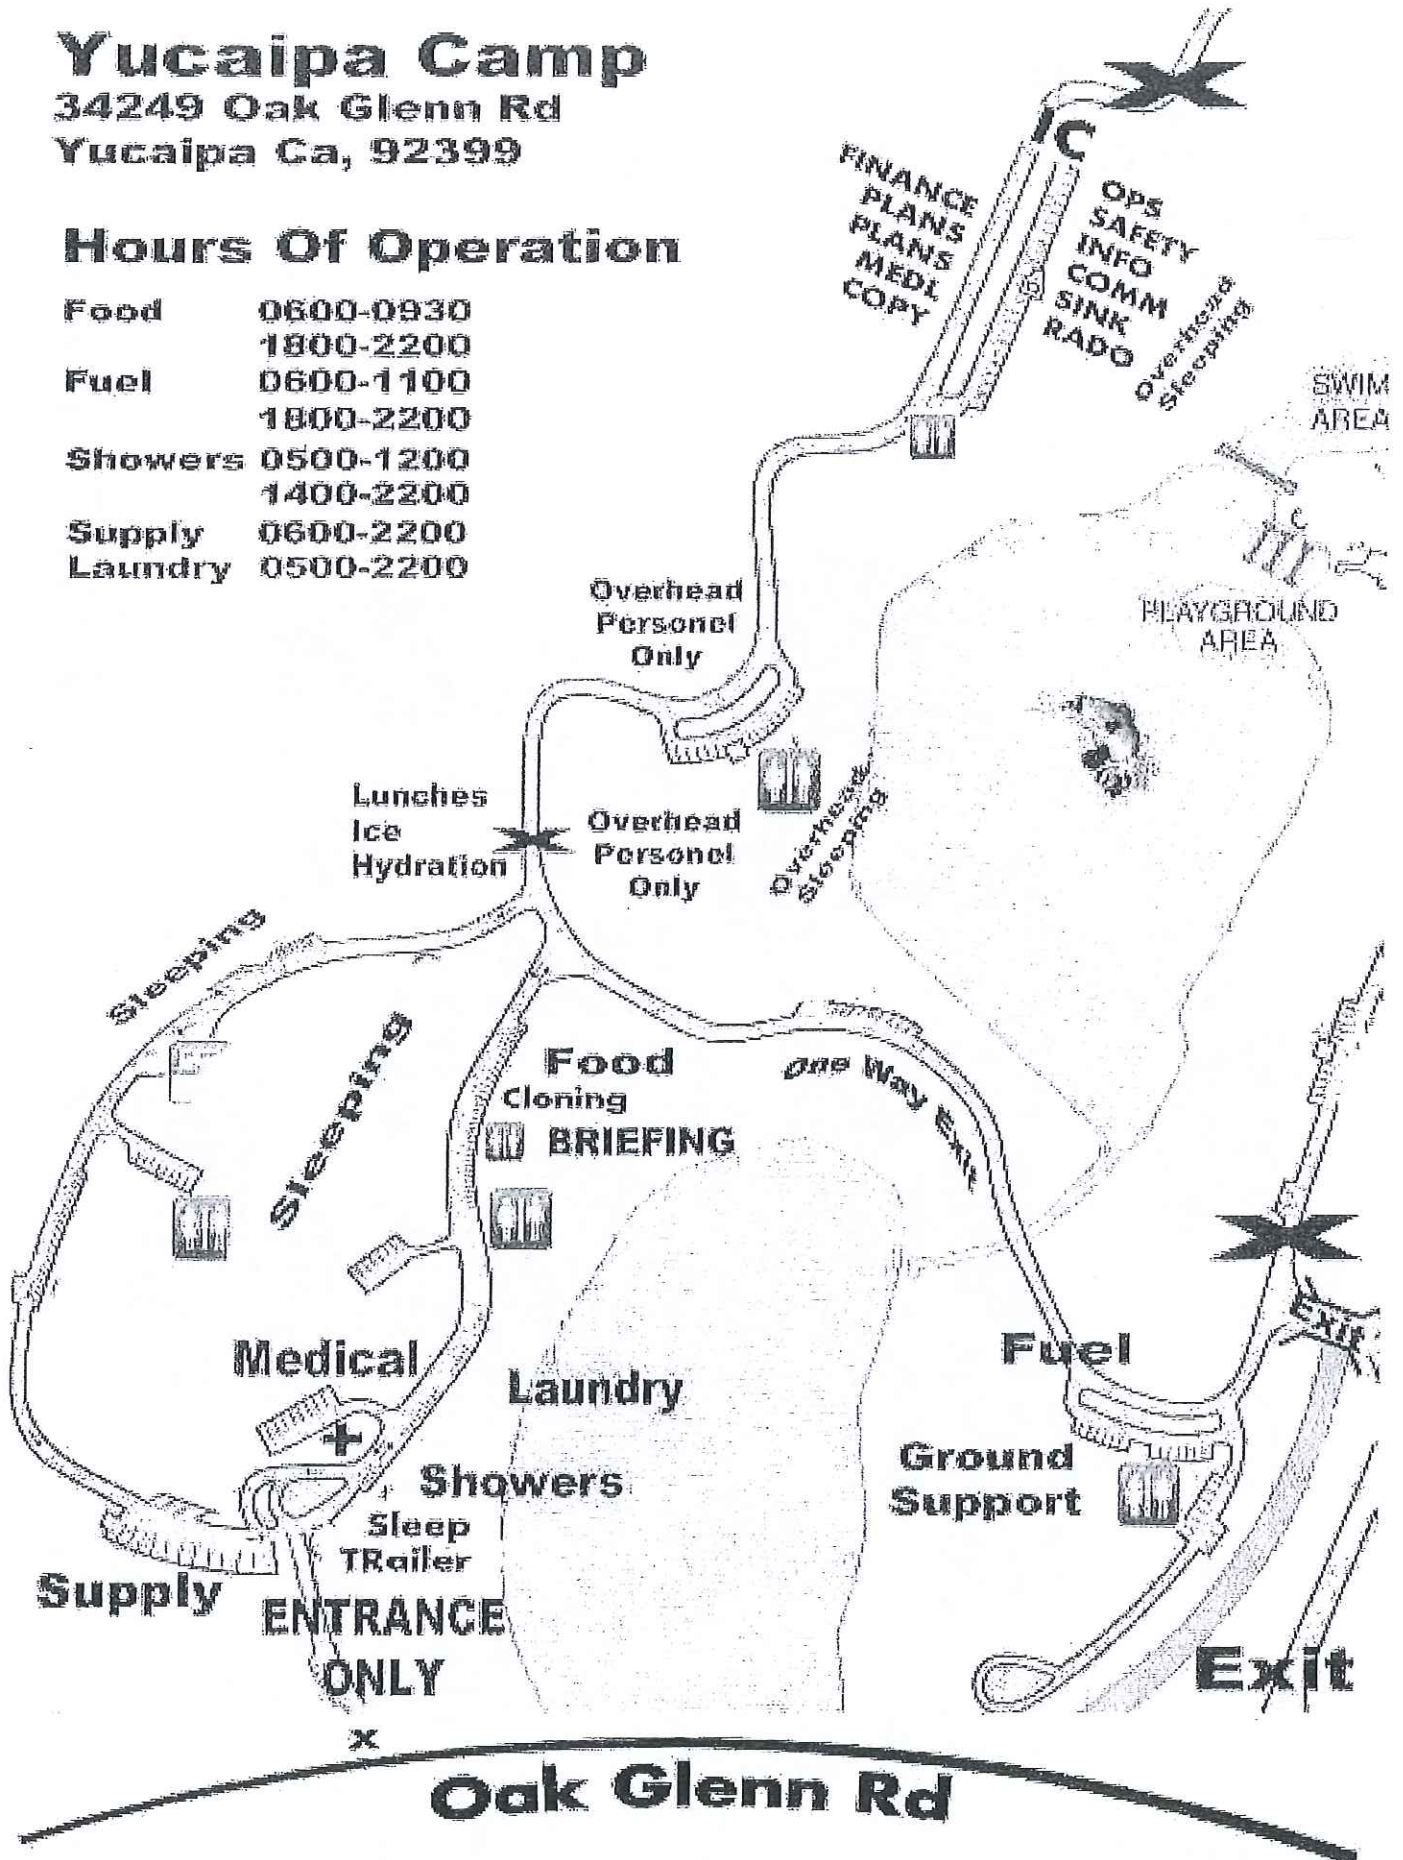 Yucaipa Camp
34249 Oak Glenn Rd
Yucaipa Ca, 92399
Hours Of Operation
Food 0600-0930
1800-2200
Fuel 0600-1100
1800-2200
Showers 0500-1200
1400-2200
Supply 0600-2200
Laundry 0500-2200
IC
FINANCE
PLANS
PLANS
MEDL
COPY
OPS
SAFETY
INFO
COMM
SINK
RADO
Overhead
Sleeping
SWIM
AREA
PLAYGROUND
AREA
Overhead
Personel
Only
Lunches
Ice
Hydration
Overhead
Personel
Only
Overhead
Sleeping
Sleeping
Sleeping
Food
Cloning
BRIEFING
One Way Exit
Exit
Medical
Fuel
Laundry
Ground
Support
Showers
Sleep
TRailer
Supply
ENTRANCE
ONLY
Exit
x
Oak Glenn Rd